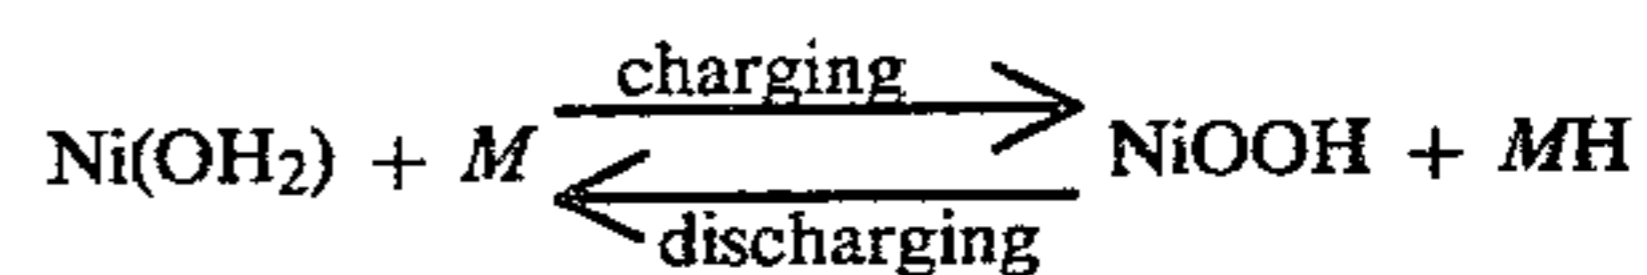 charging
Ni(OH₂) + M ⇄ NiOOH + MH
discharging